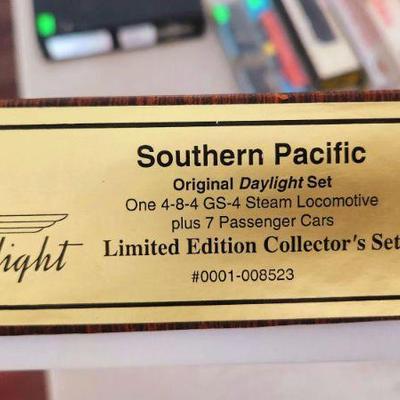 Southern Pacific
Original Daylight Set
One 4-8-4 GS-4 Steam Locomotive
plus 7 Passenger Cars
Limited Edition Collector's Set
#0001-008523